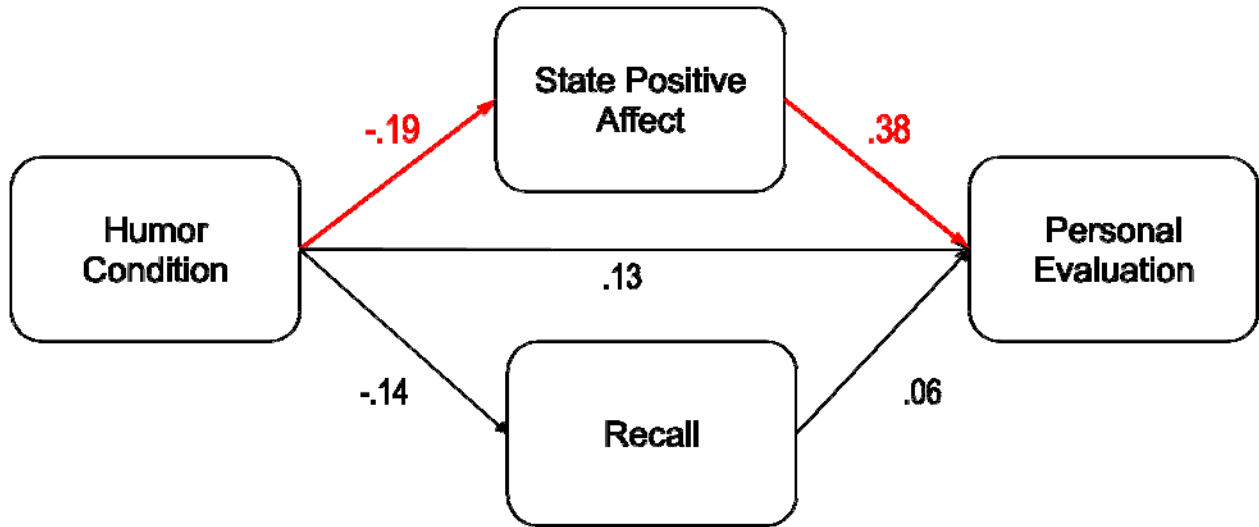 State Positive
Affect
-.19
.38
Humor
Condition
Personal
Evaluation
.13
-.14
.06
Recall